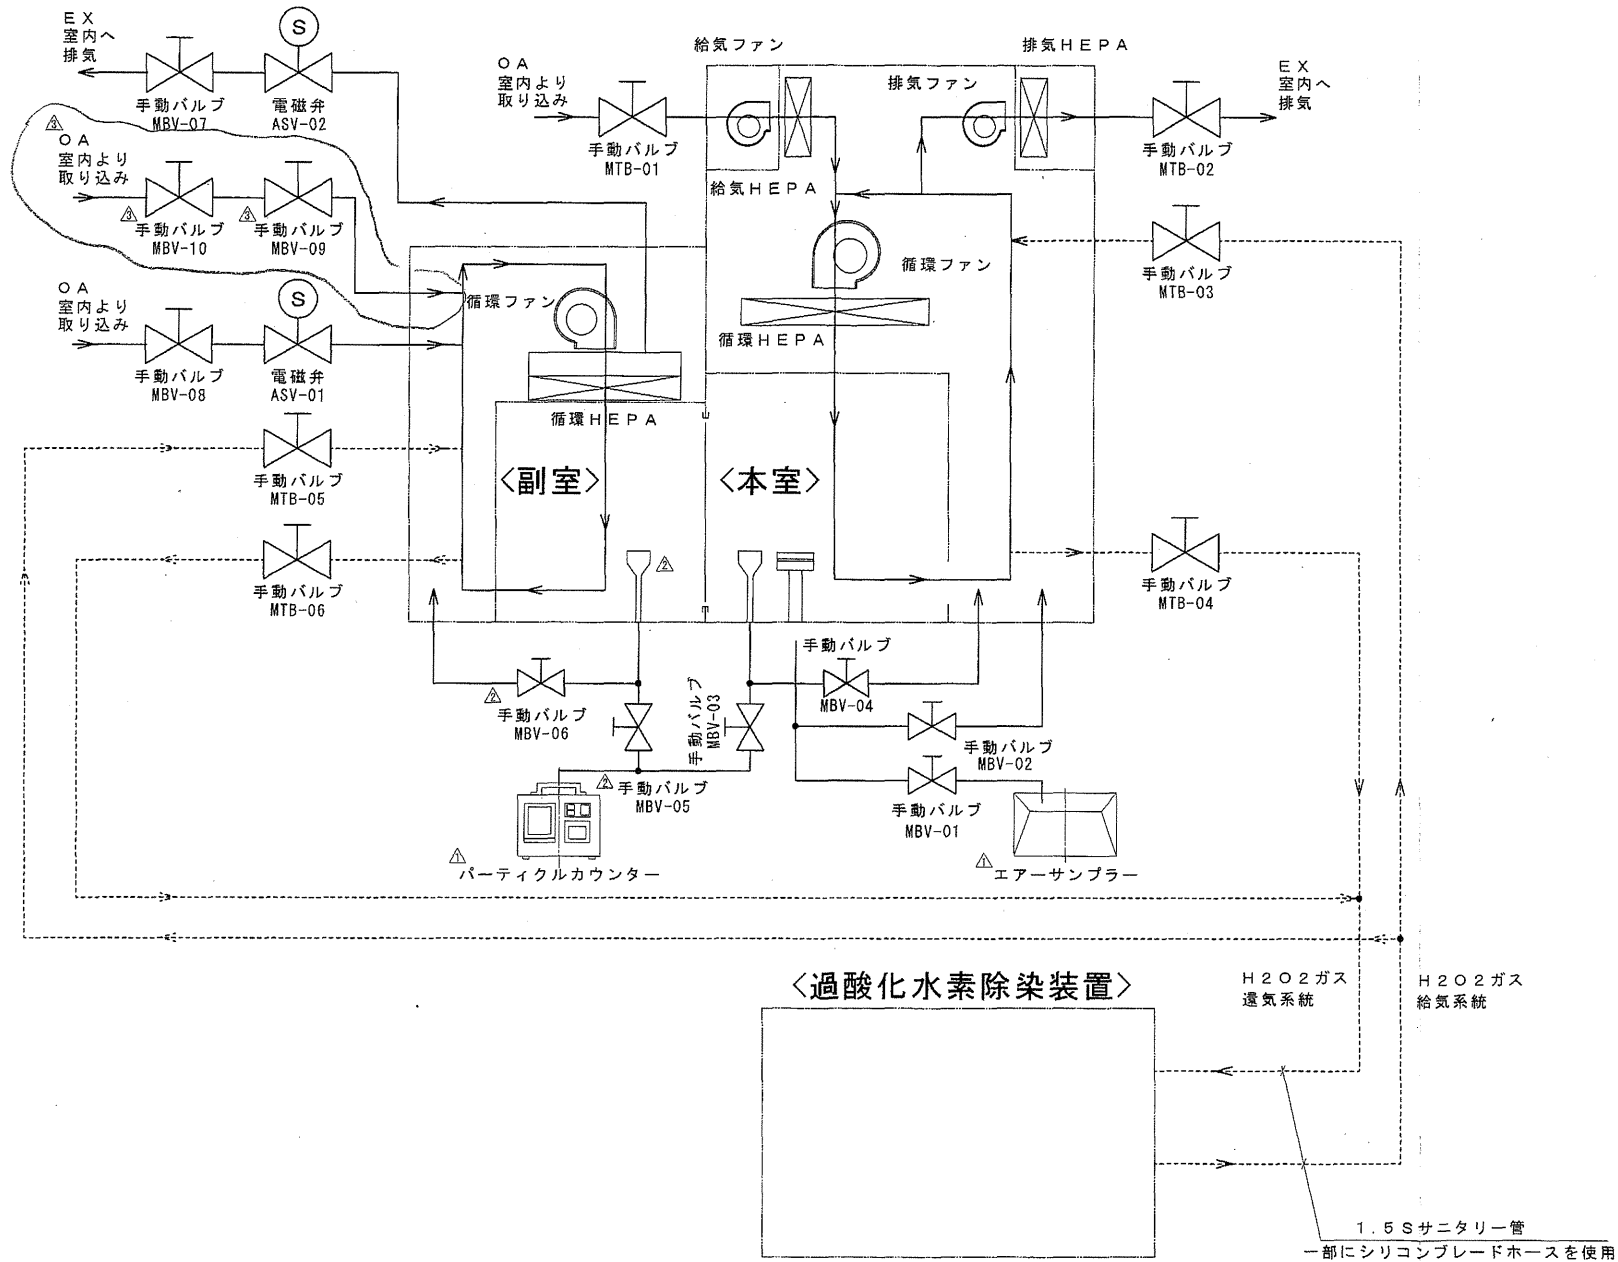 EX
室内へ
排気
S
手動バルブ
MBV-07
電磁弁
ASV-02
3
OA
室内より
取り込み
3
手動バルブ
MBV-10
3
手動バルブ
MBV-09
OA
室内より
取り込み
S
手動バルブ
MBV-08
電磁弁
ASV-01
手動バルブ
MTB-05
手動バルブ
MTB-06
OA
室内より
取り込み
手動バルブ
MTB-01
給気ファン
給気HEPA
排気HEPA
排気ファン
EX
室内へ
排気
手動バルブ
MTB-02
手動バルブ
MTB-03
手動バルブ
MTB-04
循環ファン
循環HEPA
循環ファン
循環HEPA
<副室>
<本室>
2
2
手動バルブ
MBV-06
手動バルブ
MBV-03
手動バルブ
MBV-04
手動バルブ
MBV-02
2
手動バルブ
MBV-05
手動バルブ
MBV-01
1
パーティクルカウンター
1
エアーサンプラー
<過酸化水素除染装置>
H2O2ガス
還気系統
H2O2ガス
給気系統
1.5Sサニタリー管
一部にシリコンブレードホースを使用